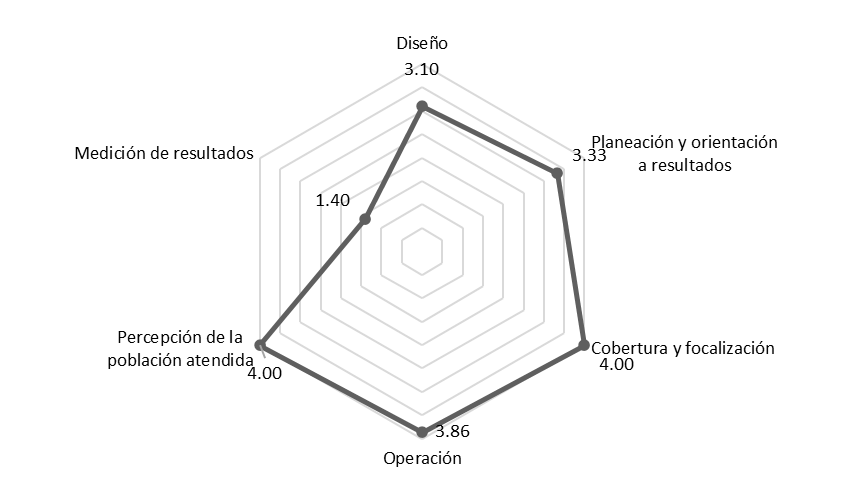 Diseño
3.10
Planeación y orientación
a resultados
3.33
Medición de resultados
1.40
Percepción de la
población atendida
4.00
Cobertura y focalización
4.00
3.86
Operación